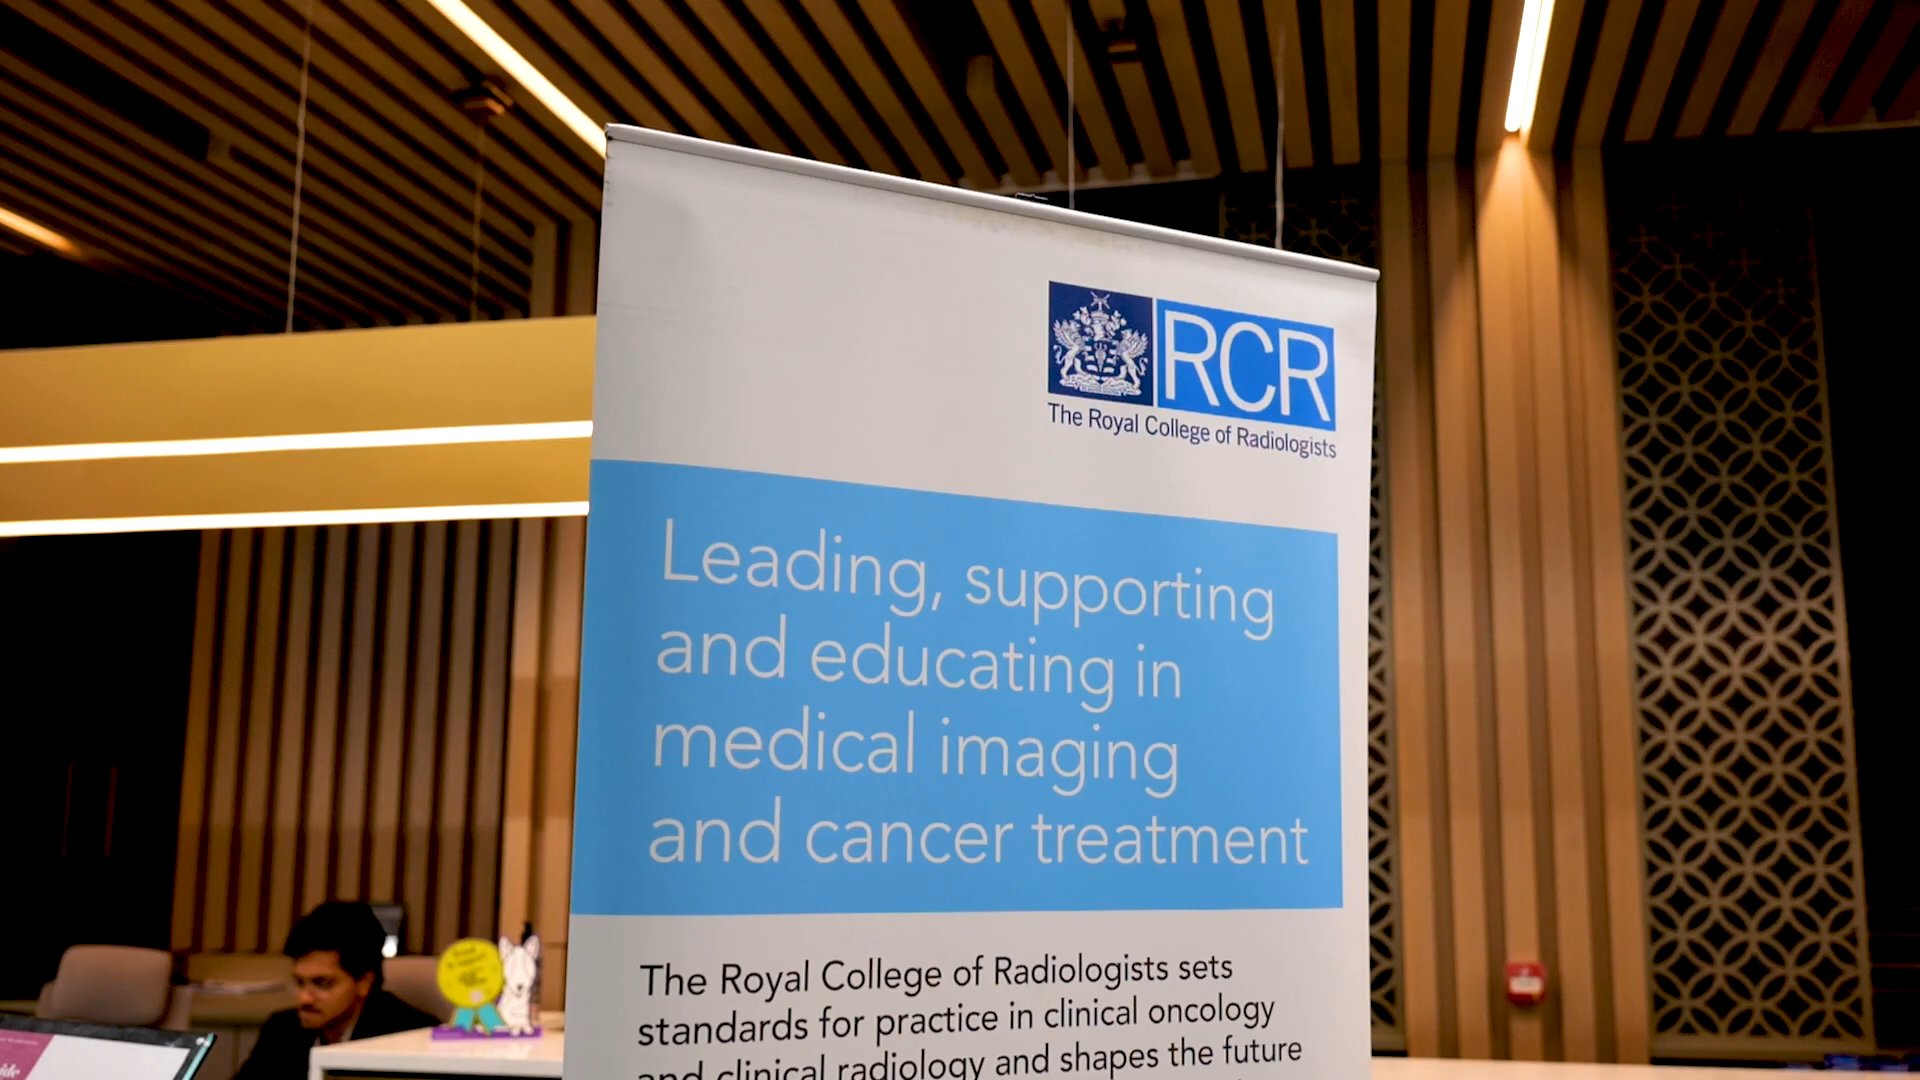 RCR
The Royal College of Radiologists
Leading, supporting
and educating in
medical imaging
and cancer treatment
The Royal College of Radiologists sets
standards for practice in clinical oncology
and clinical radiology and shapes the future